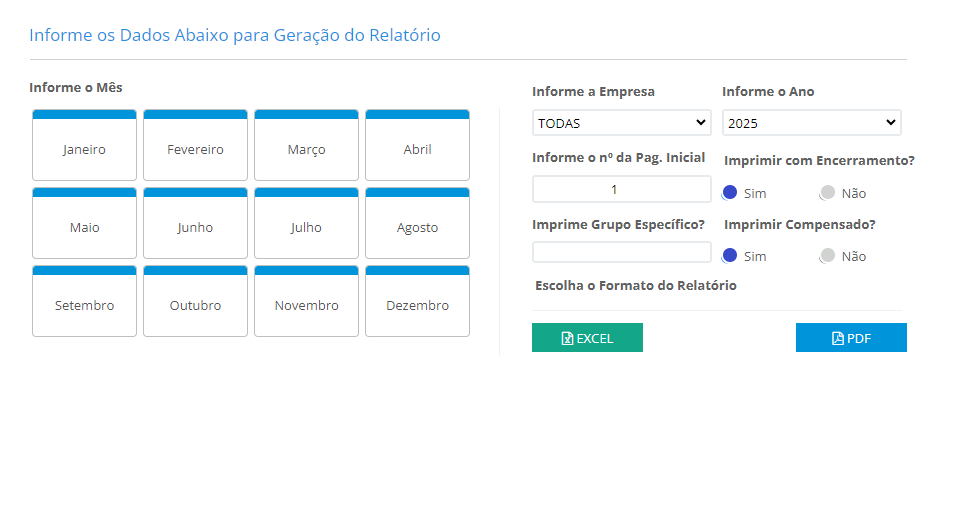 Informe os Dados Abaixo para Geração do Relatório
Informe o Mês
Janeiro
Fevereiro
Março
Abril
Maio
Junho
Julho
Agosto
Setembro
Outubro
Novembro
Dezembro
Informe a Empresa
Informe o Ano
TODAS
2025
Informe o nº da Pag. Inicial
Imprimir com Encerramento?
1
Sim
Não
Imprime Grupo Específico?
Imprimir Compensado?
Sim
Não
Escolha o Formato do Relatório
EXCEL
PDF